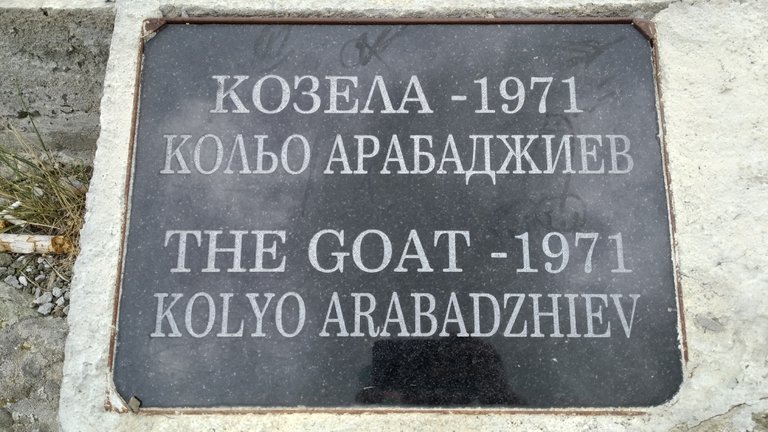 КОЗЕЛА -1971
КОЛЬО АРАБАДЖИЕВ
THE GOAT -1971
KOLYO ARABADZHIEV